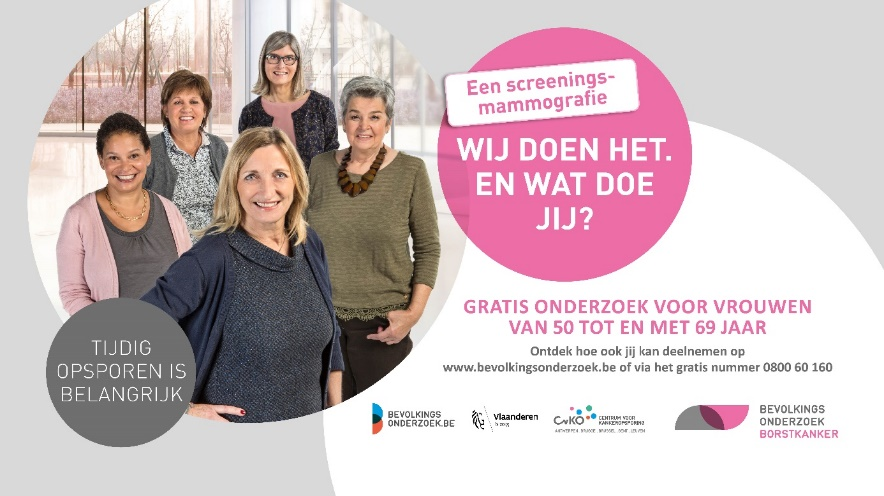 Een screenings-
mammografie
WIJ DOEN HET.
EN WAT DOE
JIJ?
GRATIS ONDERZOEK VOOR VROUWEN
VAN 50 TOT EN MET 69 JAAR
Ontdek hoe ook jij kan deelnemen op
www.bevolkingsonderzoek.be of via het gratis nummer 0800 60 160
TIJDIG
OPSPOREN IS
BELANGRIJK
BEVOLKINGS
ONDERZOEK.BE
Vlaanderen
is zorg
CvKO
CENTRUM VOOR
KANKEROPSPORING
BEVOLKINGS
ONDERZOEK
BORSTKANKER